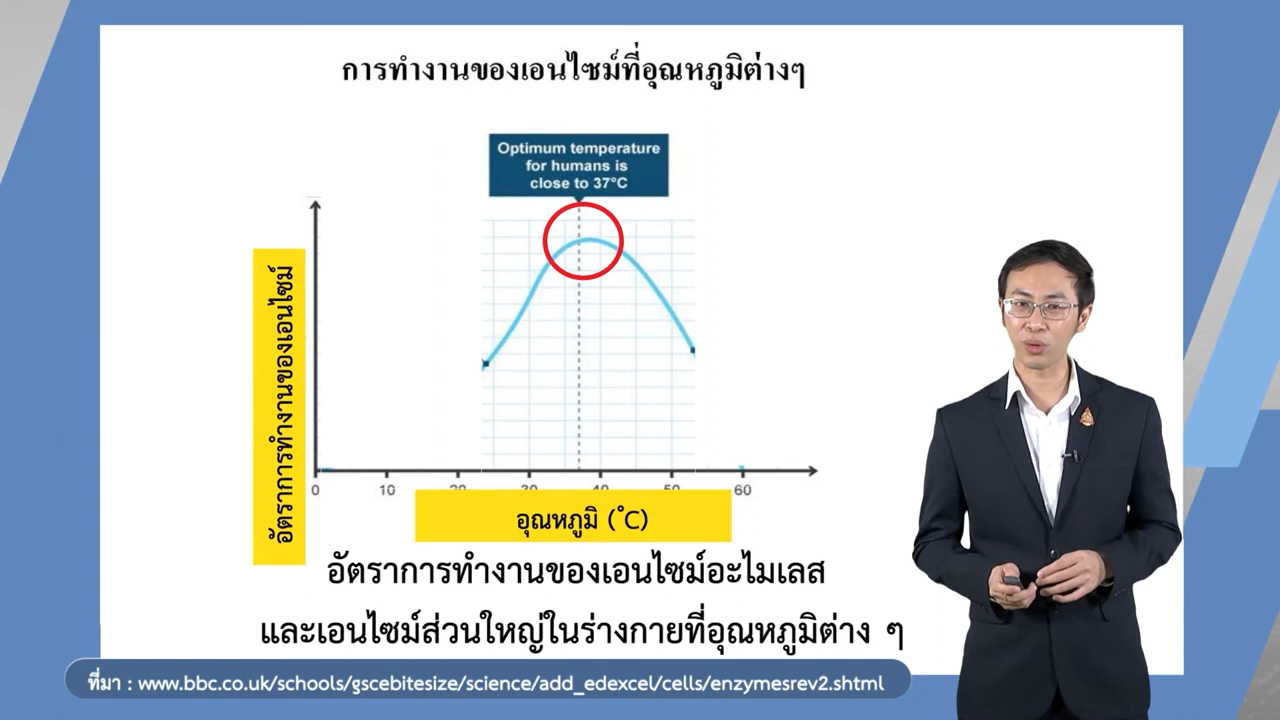 การทำงานของเอนไซม์ที่อุณหภูมิต่างๆ
Optimum temperature
for humans is
close to 37°C
อัตราการทำงานของเอนไซม์
0 10 20 30 40 50 60
อุณหภูมิ (°C)
อัตราการทำงานของเอนไซม์อะไมเลส
และเอนไซม์ส่วนใหญ่ในร่างกายที่อุณหภูมิต่าง ๆ
ที่มา : www.bbc.co.uk/schools/gscebitesize/science/add_edexcel/cells/enzymesrev2.shtml